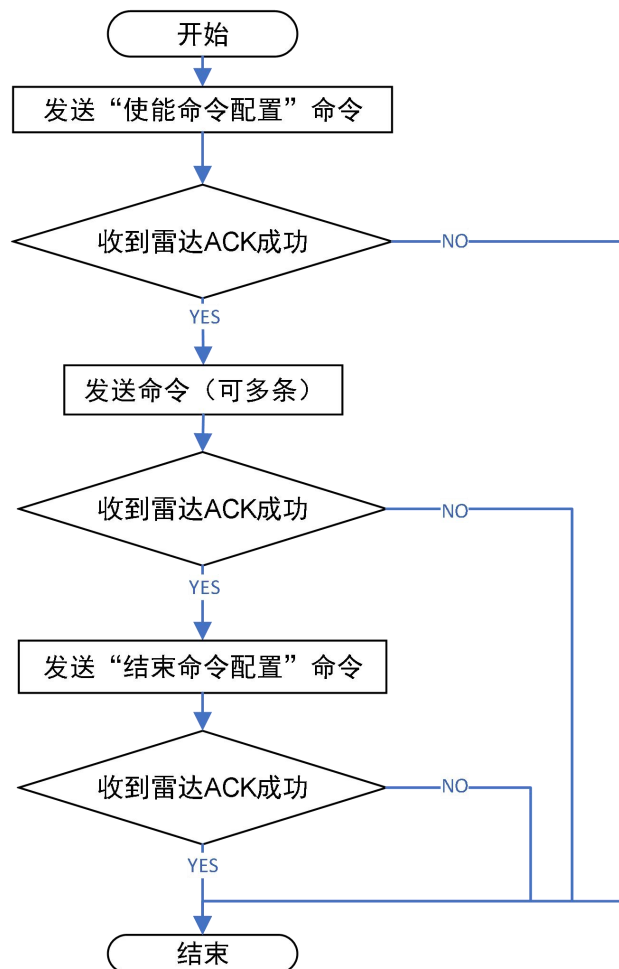 开始
发送“使能命令配置”命令
收到雷达ACK成功
NO
YES
发送命令（可多条）
收到雷达ACK成功
NO
YES
发送“结束命令配置”命令
收到雷达ACK成功
NO
YES
结束